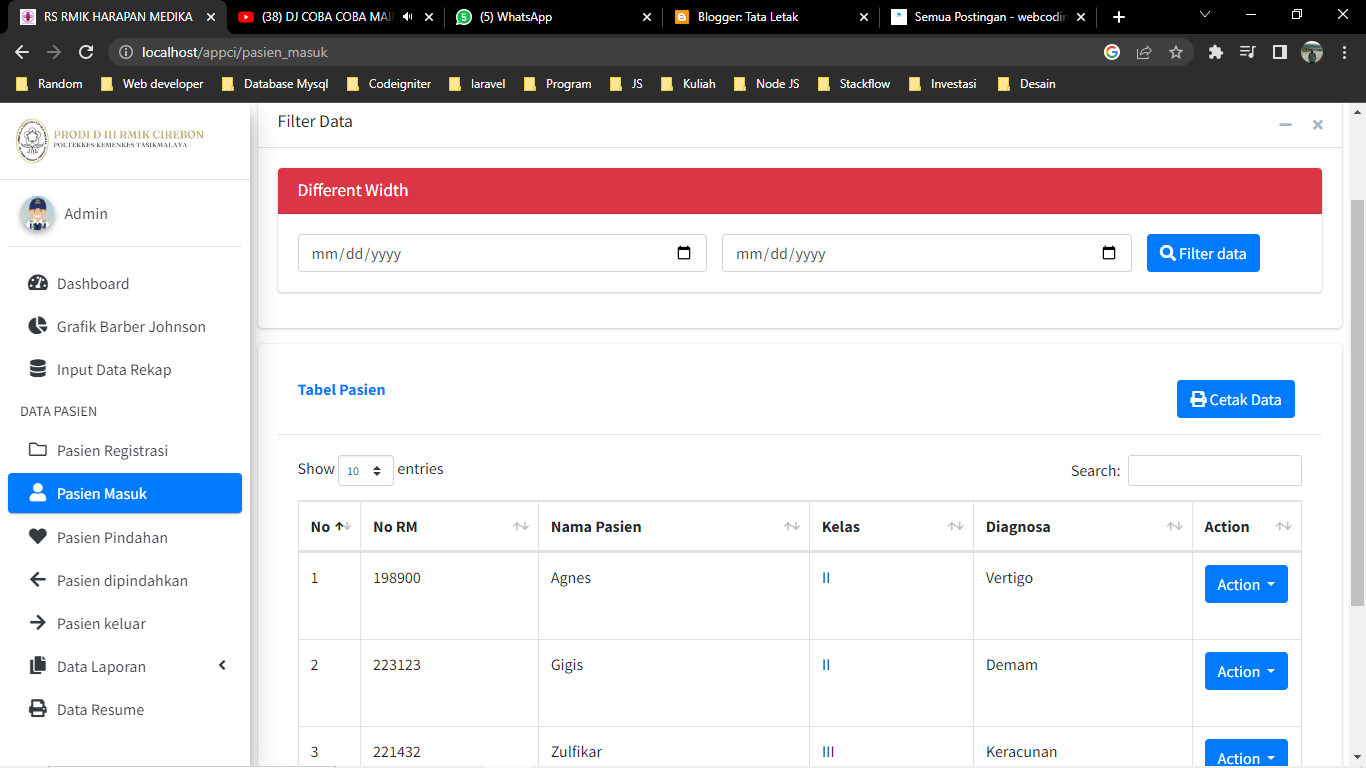 RS RMIK HARAPAN MEDIKA
(38) DJ COBA COBA MAI
(5) WhatsApp
Blogger: Tata Letak
Semua Postingan - webcodin
localhost/appci/pasien_masuk
Random
Web developer
Database Mysql
Codeigniter
laravel
Program
JS
Kuliah
Node JS
Stackflow
Investasi
Desain
PRODI D III RMIK CIREBON
POLTEKKES KEMENKES TASIKMALAYA
Admin
Dashboard
Grafik Barber Johnson
Input Data Rekap
DATA PASIEN
Pasien Registrasi
Pasien Masuk
Pasien Pindahan
Pasien dipindahkan
Pasien keluar
Data Laporan
Data Resume
Filter Data
Different Width
mm/dd/yyyy mm/dd/yyyy Filter data
Tabel Pasien
Cetak Data
Show 10 entries
Search:
No No RM Nama Pasien Kelas Diagnosa Action
1 198900 Agnes II Vertigo Action
2 223123 Gigis II Demam Action
3 221432 Zulfikar III Keracunan Action